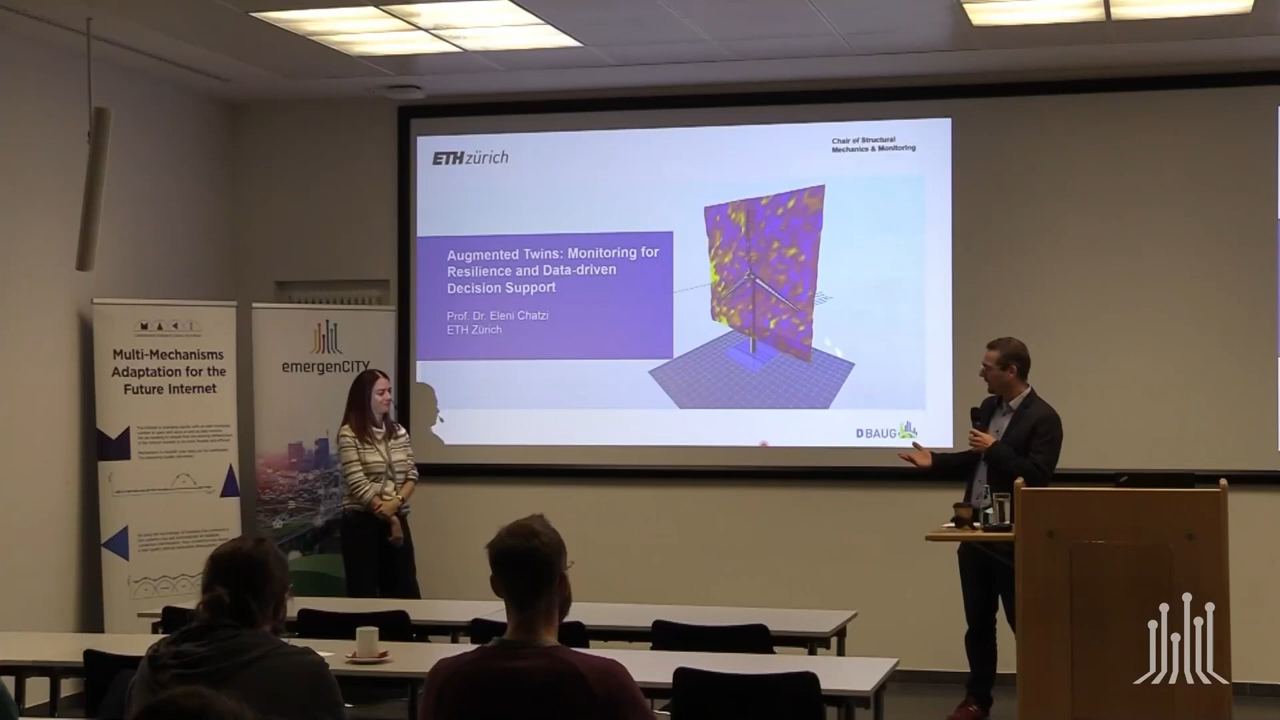 ETH zürich
Chair of Structural
Mechanics & Monitoring
Augmented Twins: Monitoring for
Resilience and Data-driven
Decision Support
Prof. Dr. Eleni Chatzi
ETH Zürich
D BAUG
MAKI
Multi-Mechanisms
Adaptation for the
Future Internet
emergenCITY